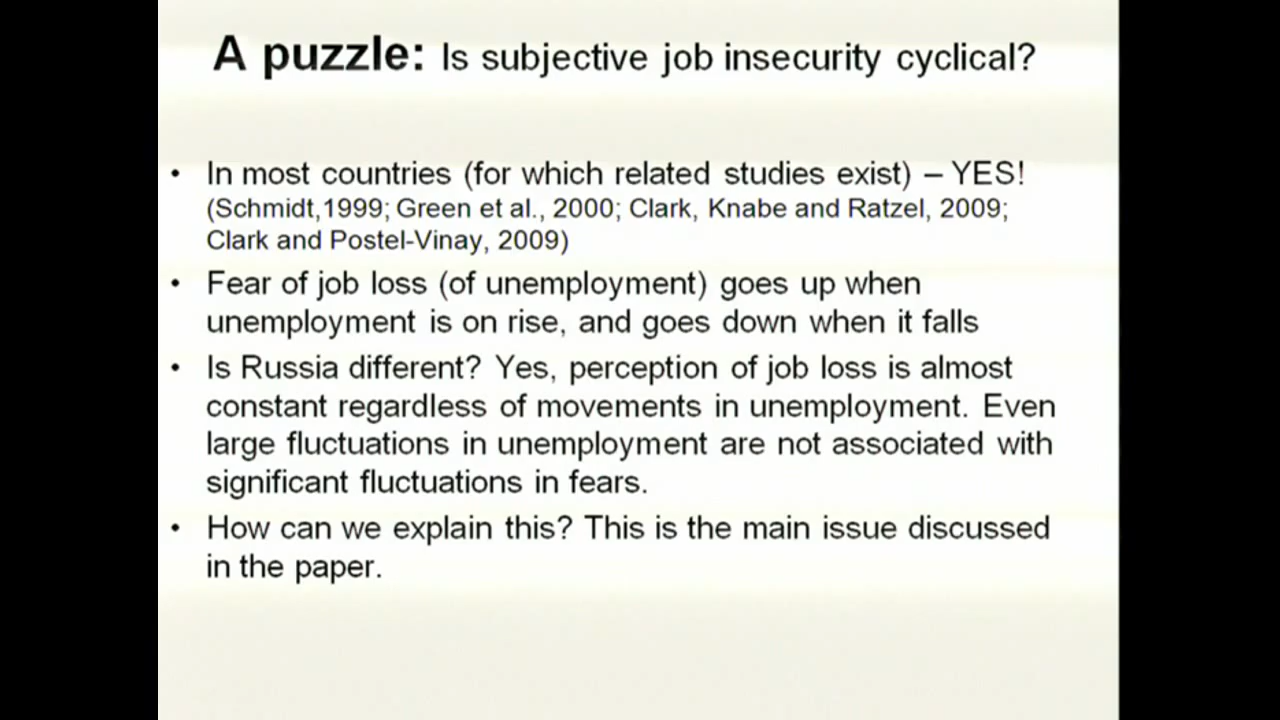 A puzzle: Is subjective job insecurity cyclical?
• In most countries (for which related studies exist) – YES!
(Schmidt,1999; Green et al., 2000; Clark, Knabe and Ratzel, 2009;
Clark and Postel-Vinay, 2009)
• Fear of job loss (of unemployment) goes up when
unemployment is on rise, and goes down when it falls
• Is Russia different? Yes, perception of job loss is almost
constant regardless of movements in unemployment. Even
large fluctuations in unemployment are not associated with
significant fluctuations in fears.
• How can we explain this? This is the main issue discussed
in the paper.